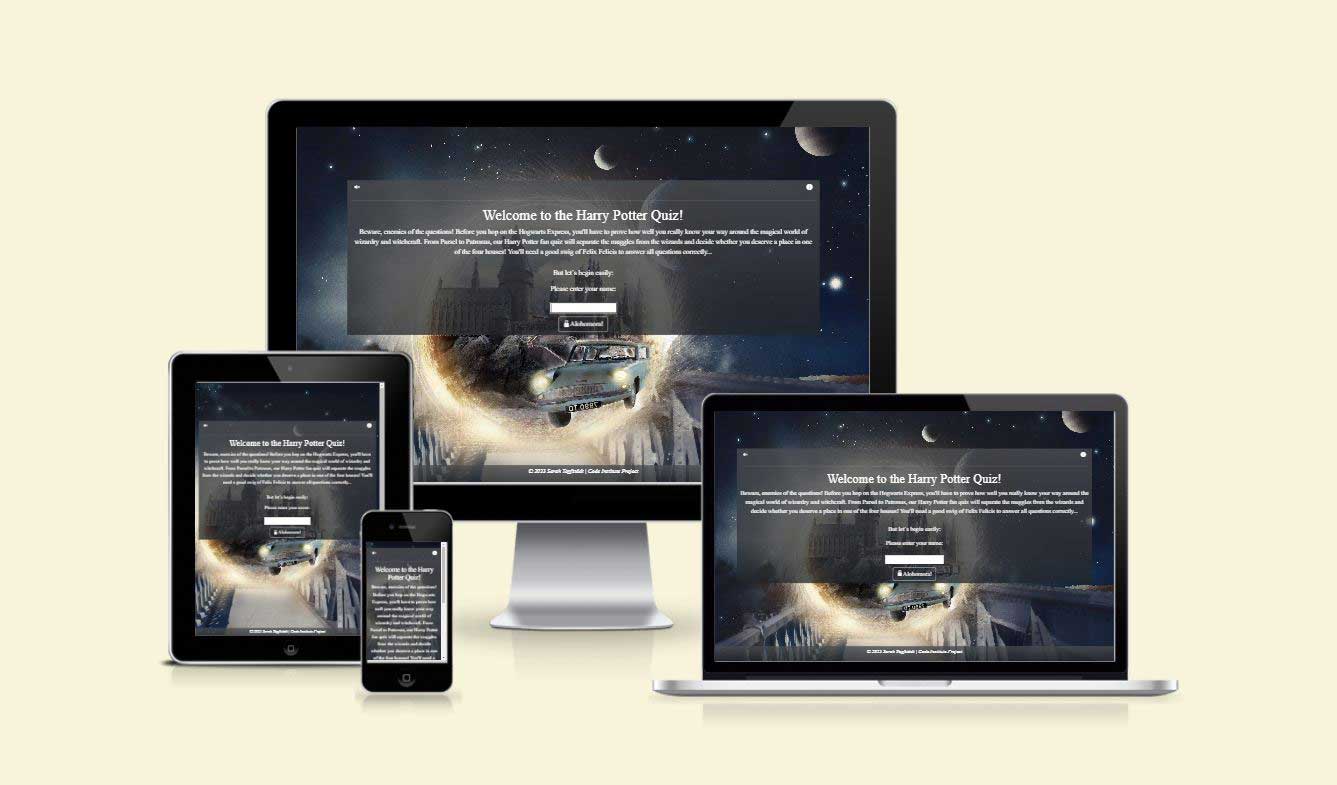 Welcome to the Harry Potter Quiz!
Beware, enemies of the questions! Before you hop on the Hogwarts Express, you'll have to prove how well you really know your way around the magical world of
wizardry and witchcraft. From Parsel to Patronus, our Harry Potter fan quiz will separate the muggles from the wizards and decide whether you deserve a place in one
of the four houses! You'll need a good swig of Felix Felicis to answer all questions correctly...
But let's begin easily:
Please enter your name:
Alohomora!
© 2023 Sarah | Code Institute Project
Welcome to the Harry Potter Quiz!
Beware, enemies of the questions! Before you hop on the Hogwarts Express, you'll have
to prove how well you really know your way around the magical world of wizardry and
witchcraft. From Parsel to Patronus, our Harry Potter fan quiz will separate the muggles
from the wizards and decide whether you deserve a place in one of the four houses! You'll
need a good swig of Felix Felicis to answer all questions correctly...
But let's begin easily:
Please enter your name:
Alohomora!
© 2023 Sarah | Code Institute Project
Welcome to the Harry
Potter Quiz!
Beware, enemies of the questions!
Before you hop on the Hogwarts
Express, you'll have to prove how
well you really know your way
around the magical world of
wizardry and witchcraft. From
Parsel to Patronus, our Harry Potter
fan quiz will separate the muggles
from the wizards and decide
whether you deserve a place in one
of the four houses! You'll need a
Welcome to the Harry Potter Quiz!
Beware, enemies of the questions! Before you hop on the Hogwarts Express, you'll have to prove how well you really know your way around the
magical world of wizardry and witchcraft. From Parsel to Patronus, our Harry Potter fan quiz will separate the muggles from the wizards and
decide whether you deserve a place in one of the four houses! You'll need a good swig of Felix Felicis to answer all questions correctly...
But let's begin easily:
Please enter your name:
Alohomora!
© 2023 Sarah | Code Institute Project